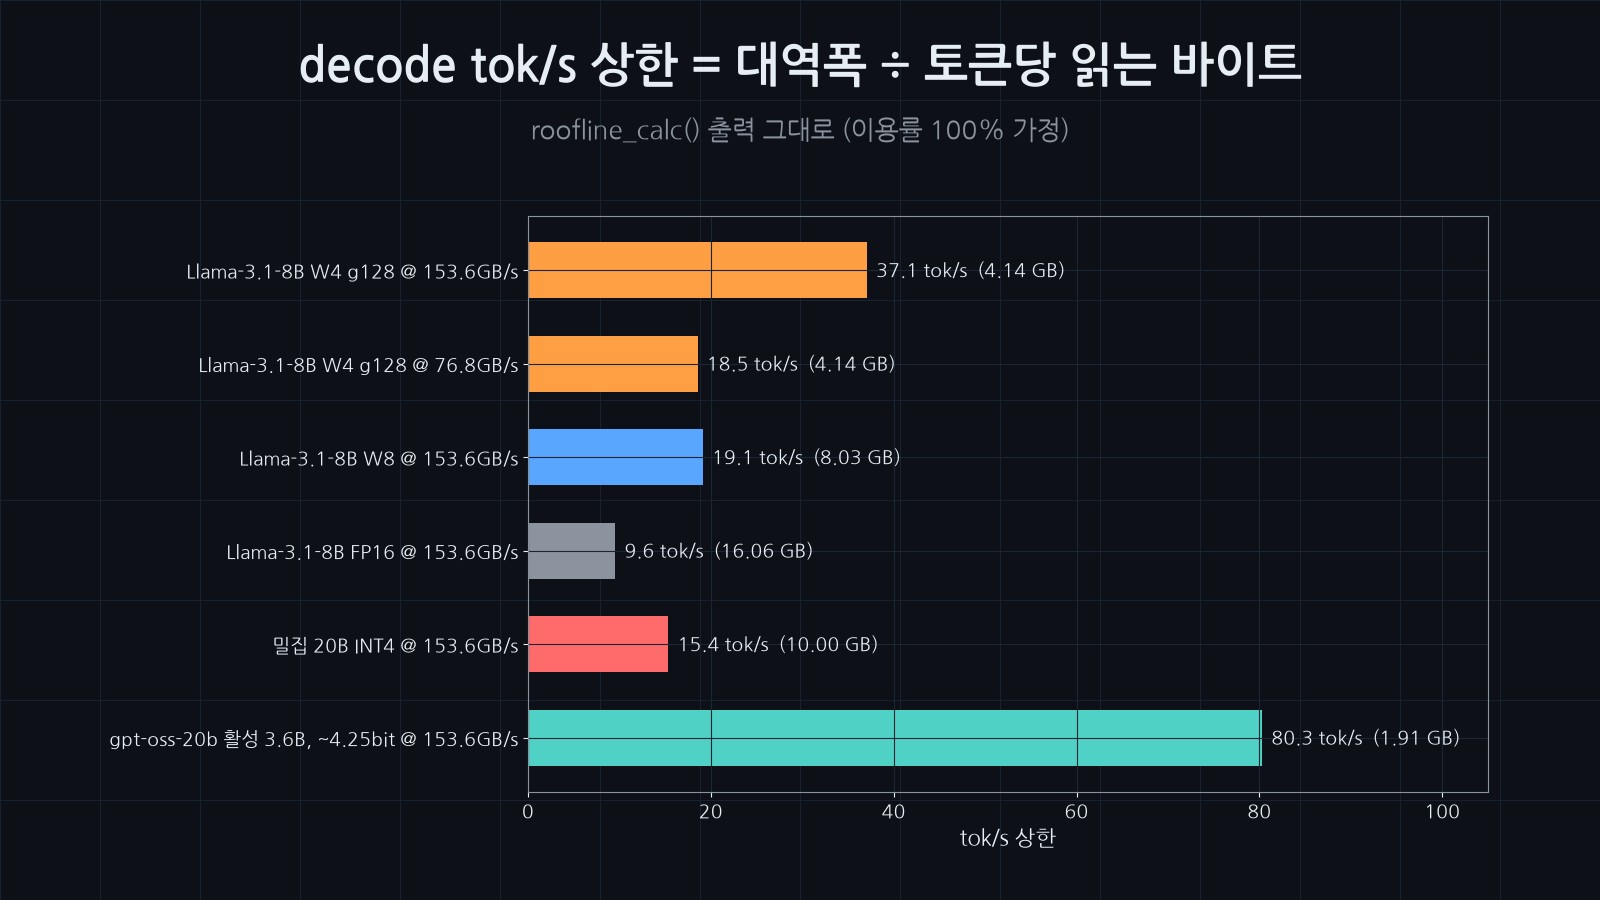 decode tok/s 상한 = 대역폭 ÷ 토큰당 읽는 바이트
roofline_calc() 출력 그대로 (이용률 100% 가정)
Llama-3.1-8B W4 g128 @ 153.6GB/s 37.1 tok/s (4.14 GB)
Llama-3.1-8B W4 g128 @ 76.8GB/s 18.5 tok/s (4.14 GB)
Llama-3.1-8B W8 @ 153.6GB/s 19.1 tok/s (8.03 GB)
Llama-3.1-8B FP16 @ 153.6GB/s 9.6 tok/s (16.06 GB)
밀집 20B INT4 @ 153.6GB/s 15.4 tok/s (10.00 GB)
gpt-oss-20b 활성 3.6B, ~4.25bit @ 153.6GB/s 80.3 tok/s (1.91 GB)
0 20 40 60 80 100
tok/s 상한